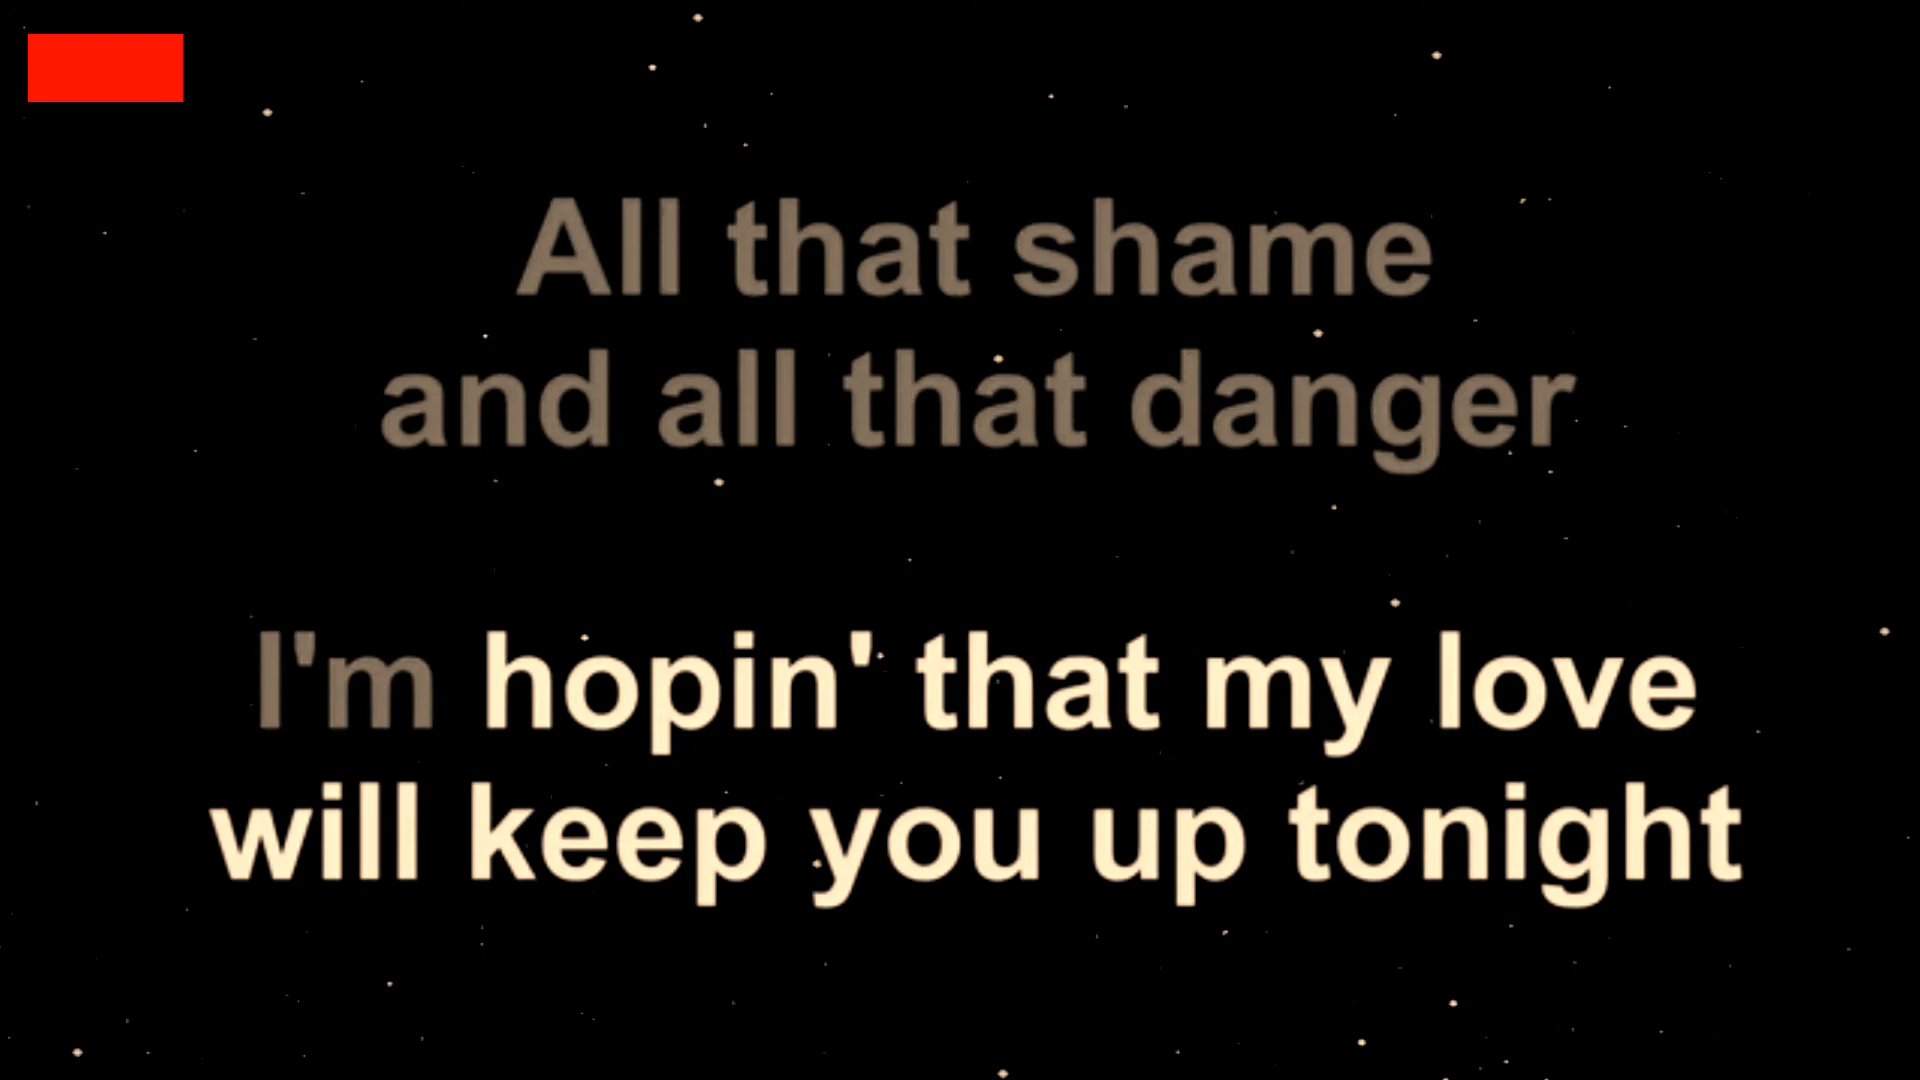 All that shame
and all that danger
I'm hopin' that my love
will keep you up tonight